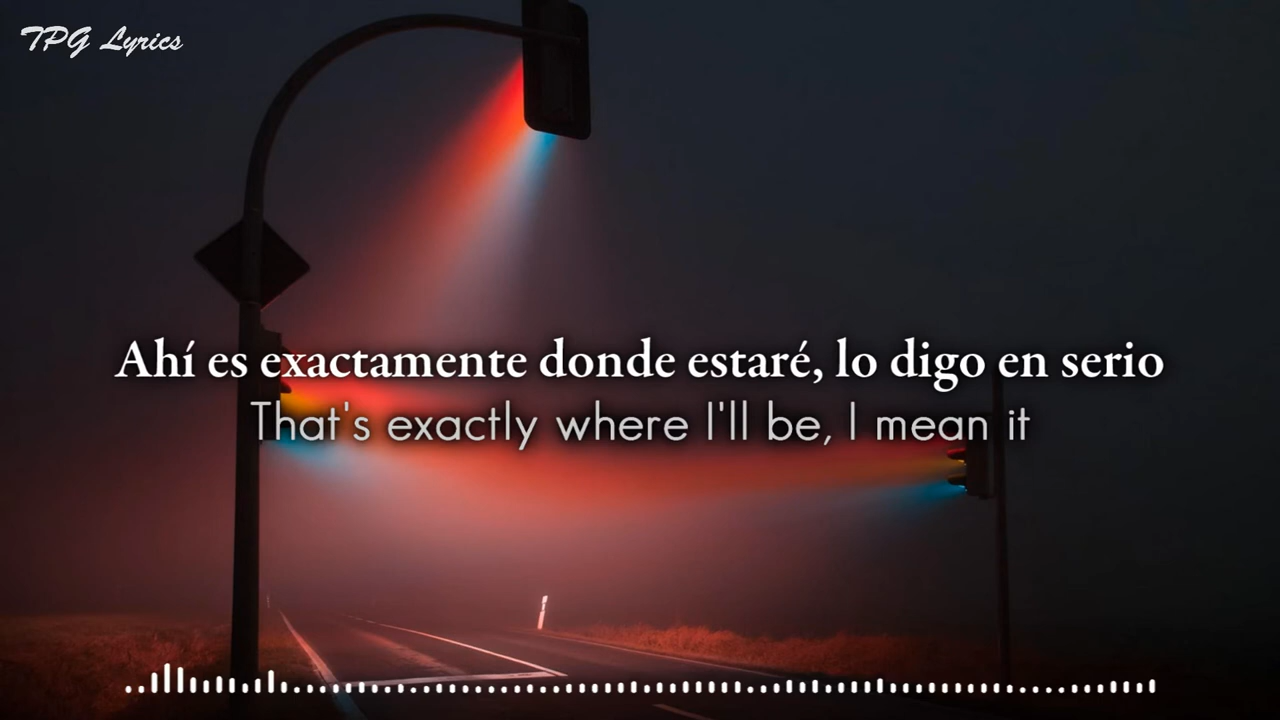 TPG Lyrics
Ahí es exactamente donde estaré, lo digo en serio
That's exactly where I'll be, I mean it